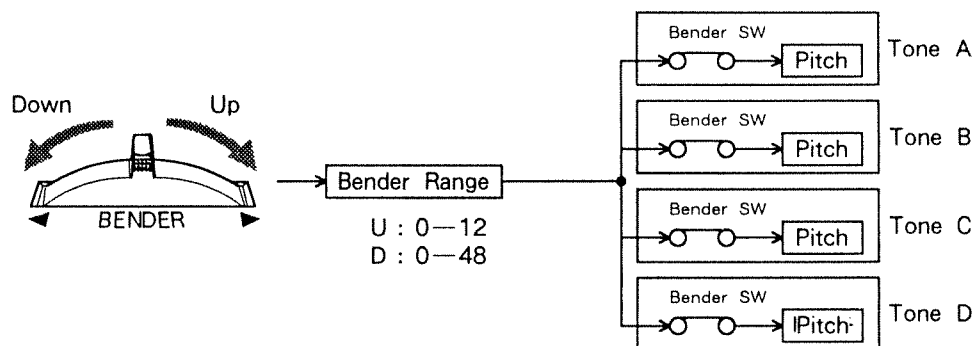 Down
Up
BENDER
Bender Range
U : 0—12
D : 0—48
Bender SW
Pitch
Tone A
Bender SW
Pitch
Tone B
Bender SW
Pitch
Tone C
Bender SW
Pitch
Tone D